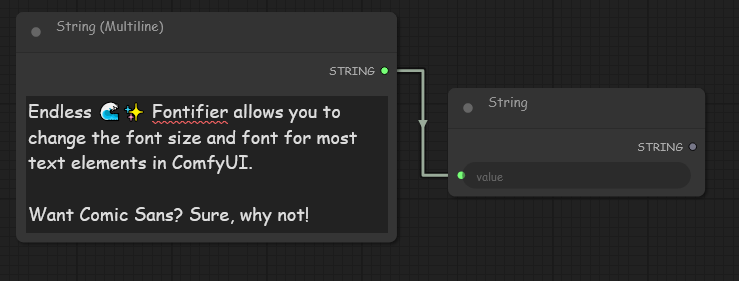 String (Multiline)
STRING
Endless 🌊✨ Fontifier allows you to
change the font size and font for most
text elements in ComfyUI.
Want Comic Sans? Sure, why not!
String
STRING
value